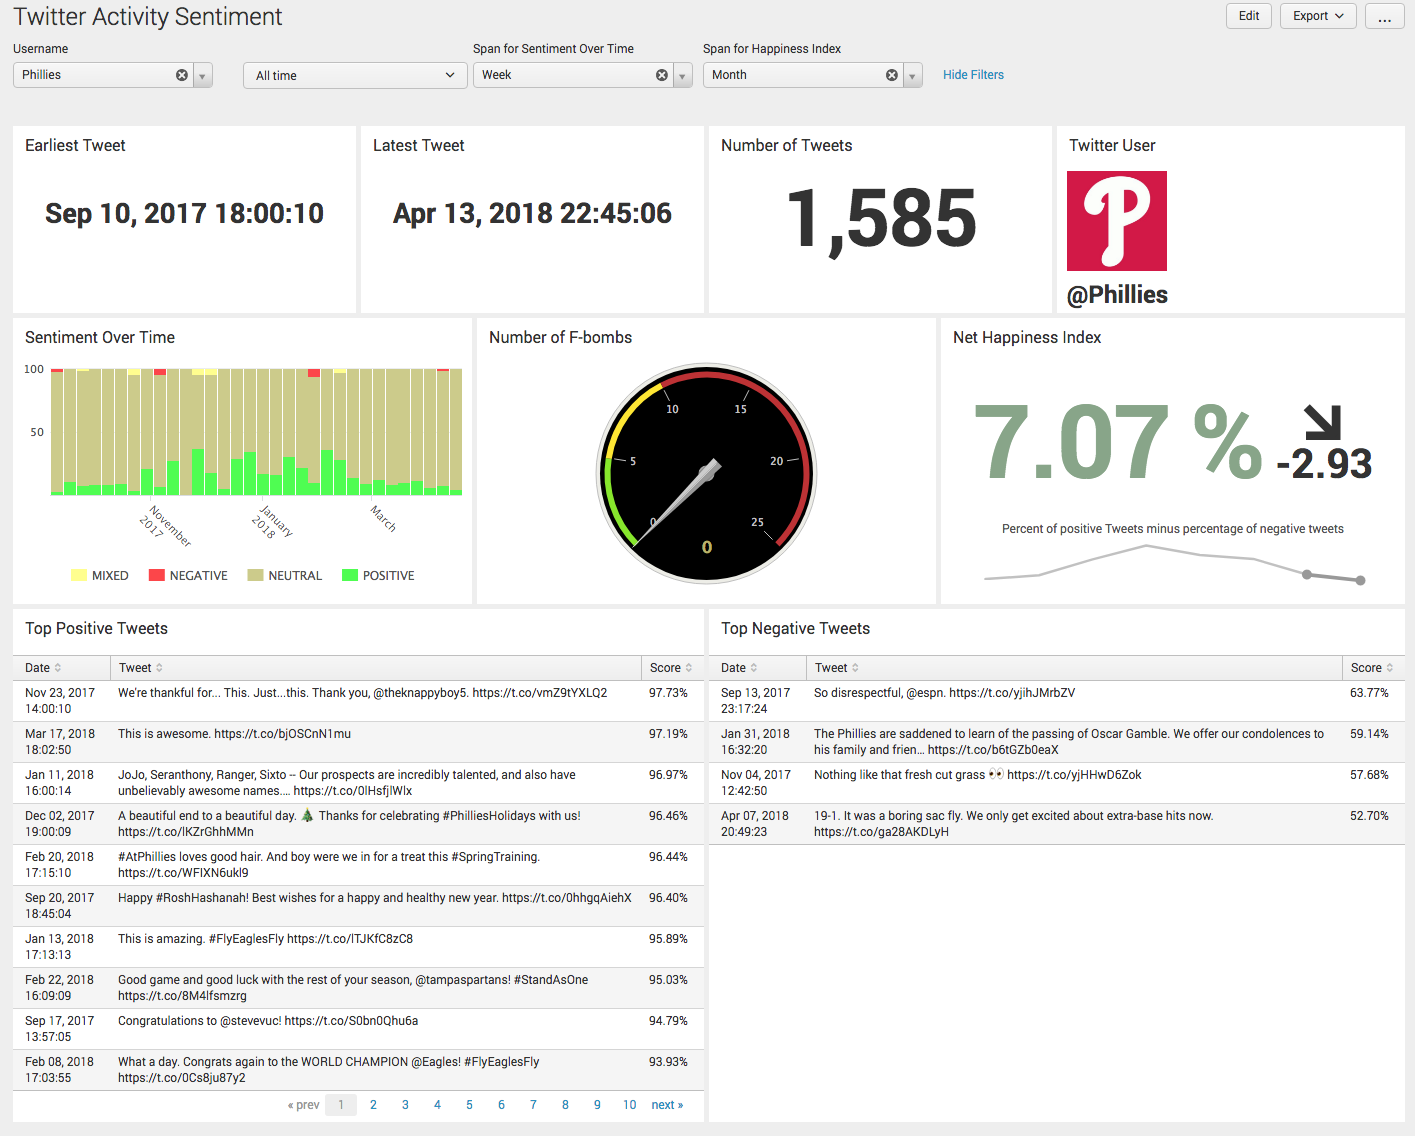 Twitter Activity Sentiment
Edit
Export
...
Username
Span for Sentiment Over Time
Span for Happiness Index
Phillies
All time
Week
Month
Hide Filters
Earliest Tweet
Sep 10, 2017 18:00:10
Latest Tweet
Apr 13, 2018 22:45:06
Number of Tweets
1,585
Twitter User
P
@Phillies
Sentiment Over Time
100
50
November
2017
January
2018
March
MIXED
NEGATIVE
NEUTRAL
POSITIVE
Number of F-bombs
0
5
10
15
20
25
0
Net Happiness Index
7.07 %
-2.93
Percent of positive Tweets minus percentage of negative tweets
Top Positive Tweets
Date
Tweet
Score
Nov 23, 2017
14:00:10
We're thankful for... This. Just...this. Thank you, @theknappyboy5. https://t.co/vmZ9tYXLQ2
97.73%
Mar 17, 2018
18:02:50
This is awesome. https://t.co/bjOSCnN1mu
97.19%
Jan 11, 2018
16:00:14
JoJo, Seranthony, Ranger, Sixto -- Our prospects are incredibly talented, and also have
unbelievably awesome names.... https://t.co/0lHsfjlWlx
96.97%
Dec 02, 2017
19:00:09
A beautiful end to a beautiful day. 🎄 Thanks for celebrating #PhilliesHolidays with us!
https://t.co/lKZrGhhMMn
96.46%
Feb 20, 2018
17:15:10
#AtPhillies loves good hair. And boy were we in for a treat this #SpringTraining.
https://t.co/WFIXN6ukl9
96.44%
Sep 20, 2017
18:45:04
Happy #RoshHashanah! Best wishes for a happy and healthy new year. https://t.co/0hhgqAiehX
96.40%
Jan 13, 2018
17:13:13
This is amazing. #FlyEaglesFly https://t.co/lTJKfC8zC8
95.89%
Feb 22, 2018
16:09:09
Good game and good luck with the rest of your season, @tampaspartans! #StandAsOne
https://t.co/8M4lfsmzrg
95.03%
Sep 17, 2017
13:57:05
Congratulations to @stevevuc! https://t.co/S0bn0Qhu6a
94.79%
Feb 08, 2018
17:03:55
What a day. Congrats again to the WORLD CHAMPION @Eagles! #FlyEaglesFly
https://t.co/0Cs8ju87y2
93.93%
« prev 1 2 3 4 5 6 7 8 9 10 next »
Top Negative Tweets
Date
Tweet
Score
Sep 13, 2017
23:17:24
So disrespectful, @espn. https://t.co/yjihJMrbZV
63.77%
Jan 31, 2018
16:32:20
The Phillies are saddened to learn of the passing of Oscar Gamble. We offer our condolences to
his family and frien... https://t.co/b6tGZb0eaX
59.14%
Nov 04, 2017
12:42:50
Nothing like that fresh cut grass 👀 https://t.co/yjHHwD6Zok
57.68%
Apr 07, 2018
20:49:23
19-1. It was a boring sac fly. We only get excited about extra-base hits now.
https://t.co/ga28AKDLyH
52.70%